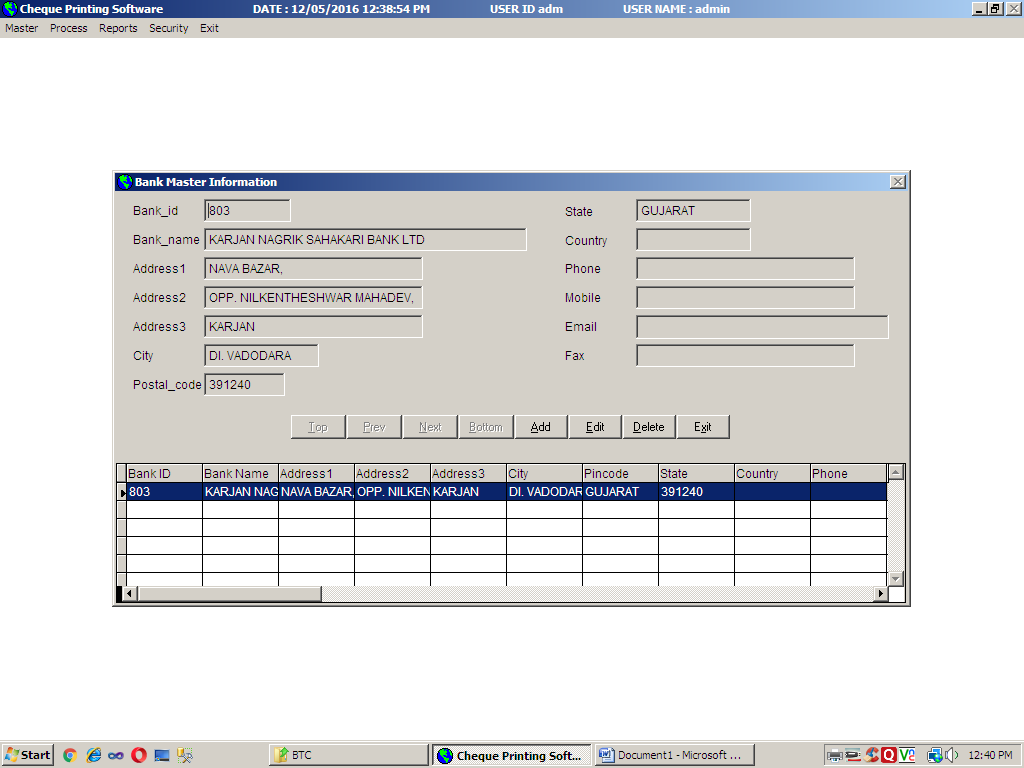 Cheque Printing Software DATE : 12/05/2016 12:38:54 PM USER ID adm USER NAME : admin
Master Process Reports Security Exit
Bank Master Information
Bank_id 803 State GUJARAT
Bank_name KARJAN NAGRIK SAHAKARI BANK LTD Country
Address1 NAVA BAZAR, Phone
Address2 OPP. NILKENTHESHWAR MAHADEV, Mobile
Address3 KARJAN Email
City DI. VADODARA Fax
Postal_code 391240
Top Prev Next Bottom Add Edit Delete Exit
Bank ID Bank Name Address1 Address2 Address3 City Pincode State Country Phone
803 KARJAN NAG NAVA BAZAR, OPP. NILKEN KARJAN DI. VADODAR GUJARAT 391240
Start BTC Cheque Printing Soft... Document1 - Microsoft ... 12:40 PM